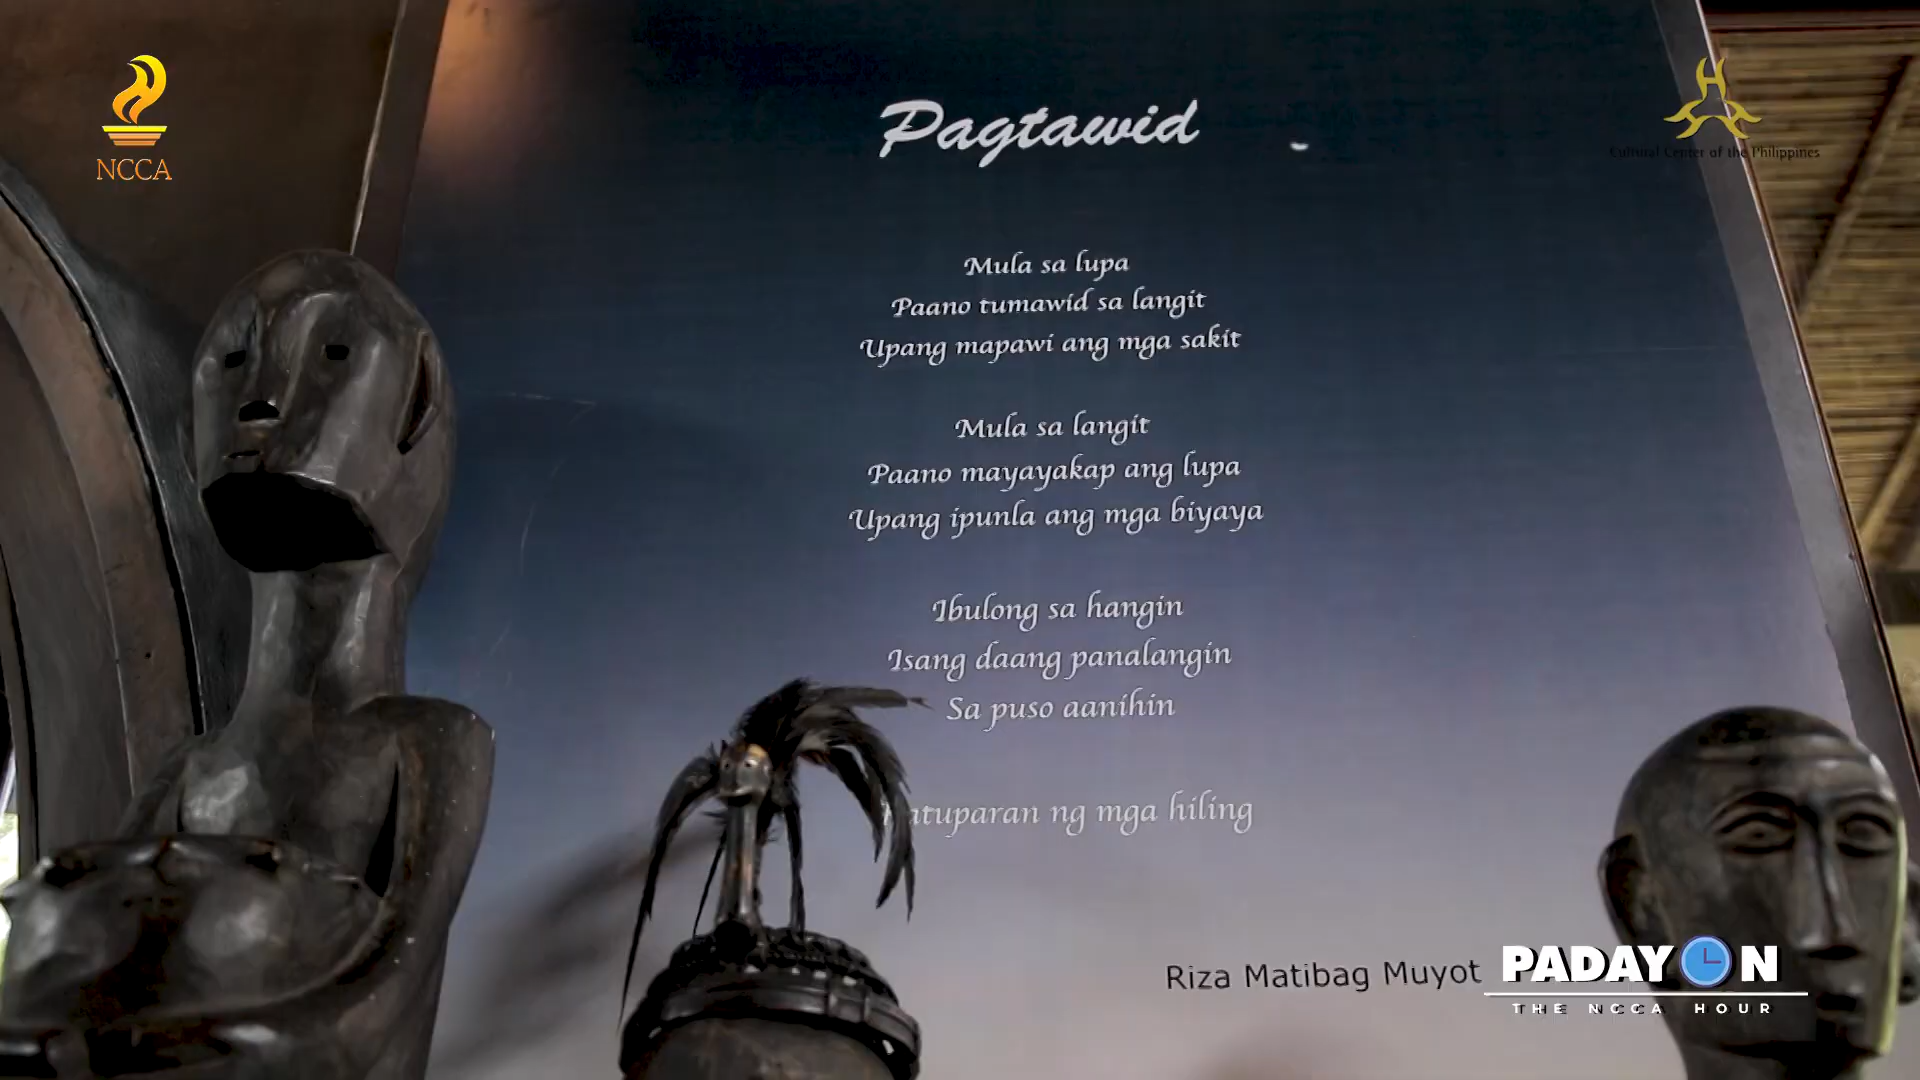 NCCA
Cultural Center of the Philippines
Pagtawid
Mula sa lupa
Paano tumawid sa langit
Upang mapawi ang mga sakit
Mula sa langit
Paano mayayakap ang lupa
Upang ipunla ang mga biyaya
Ibulong sa hangin
Isang daang panalangin
Sa puso aanihin
ng mga hiling
Riza Matibag Muyot
PADAYON
THE NCCA HOUR